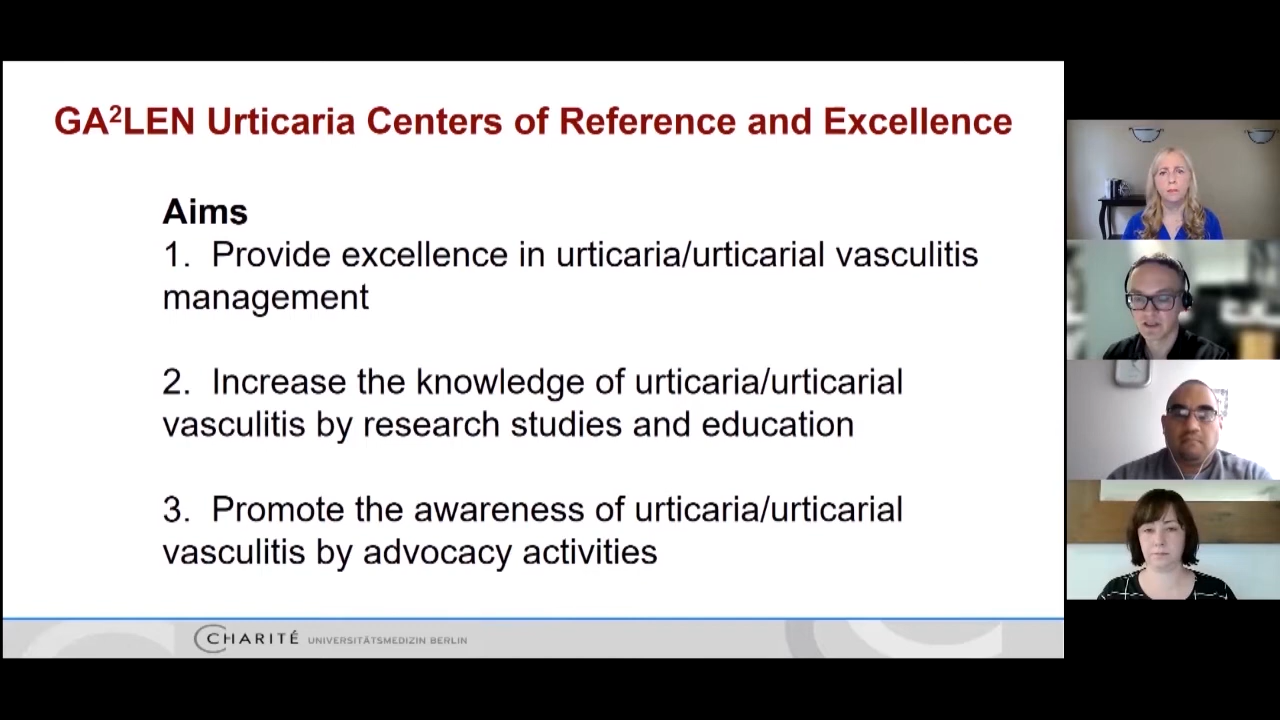 GA²LEN Urticaria Centers of Reference and Excellence
Aims
1. Provide excellence in urticaria/urticarial vasculitis
management
2. Increase the knowledge of urticaria/urticarial
vasculitis by research studies and education
3. Promote the awareness of urticaria/urticarial
vasculitis by advocacy activities
CHARITÉ UNIVERSITÄTSMEDIZIN BERLIN